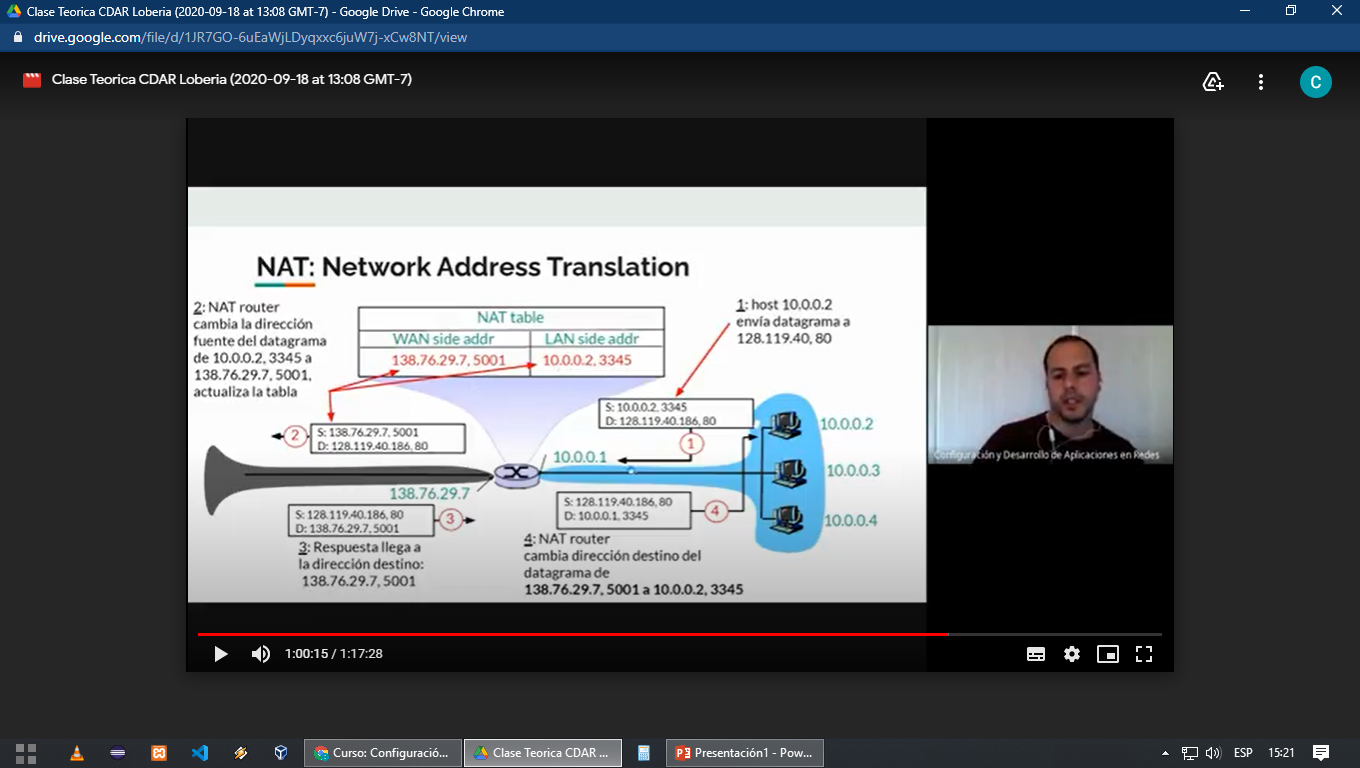 Clase Teorica CDAR Loberia (2020-09-18 at 13:08 GMT-7) - Google Drive - Google Chrome
drive.google.com/file/d/1JR7GO-6uEaWjLDyqxxc6juW7j-xCw8NT/view
Clase Teorica CDAR Loberia (2020-09-18 at 13:08 GMT-7)
C
NAT: Network Address Translation
2: NAT router
cambia la dirección
fuente del datagrama
de 10.0.0.2, 3345 a
138.76.29.7, 5001,
actualiza la tabla
NAT table
WAN side addr LAN side addr
138.76.29.7, 5001 10.0.0.2, 3345
1: host 10.0.0.2
envía datagrama a
128.119.40, 80
S: 10.0.0.2, 3345
D: 128.119.40.186, 80
1
2
S: 138.76.29.7, 5001
D: 128.119.40.186, 80
10.0.0.1
138.76.29.7
10.0.0.2
10.0.0.3
10.0.0.4
S: 128.119.40.186, 80
D: 138.76.29.7, 5001
3
S: 128.119.40.186, 80
D: 10.0.0.1, 3345
4
3: Respuesta llega a
la dirección destino:
138.76.29.7, 5001
4: NAT router
cambia dirección destino del
datagrama de
138.76.29.7, 5001 a 10.0.0.2, 3345
Configuración y Desarrollo de Aplicaciones en Redes
1:00:15 / 1:17:28
Curso: Configuració...
Clase Teorica CDAR ...
Presentación1 - Pow...
ESP
15:21